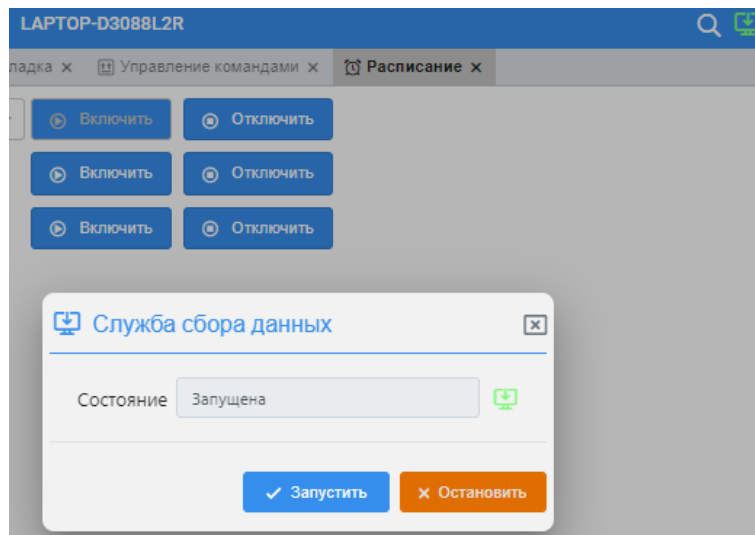 LAPTOP-D3088L2R
ладка × Управление командами × Расписание ×
Включить Отключить
Включить Отключить
Включить Отключить
Служба сбора данных
Состояние Запущена
Запустить Остановить